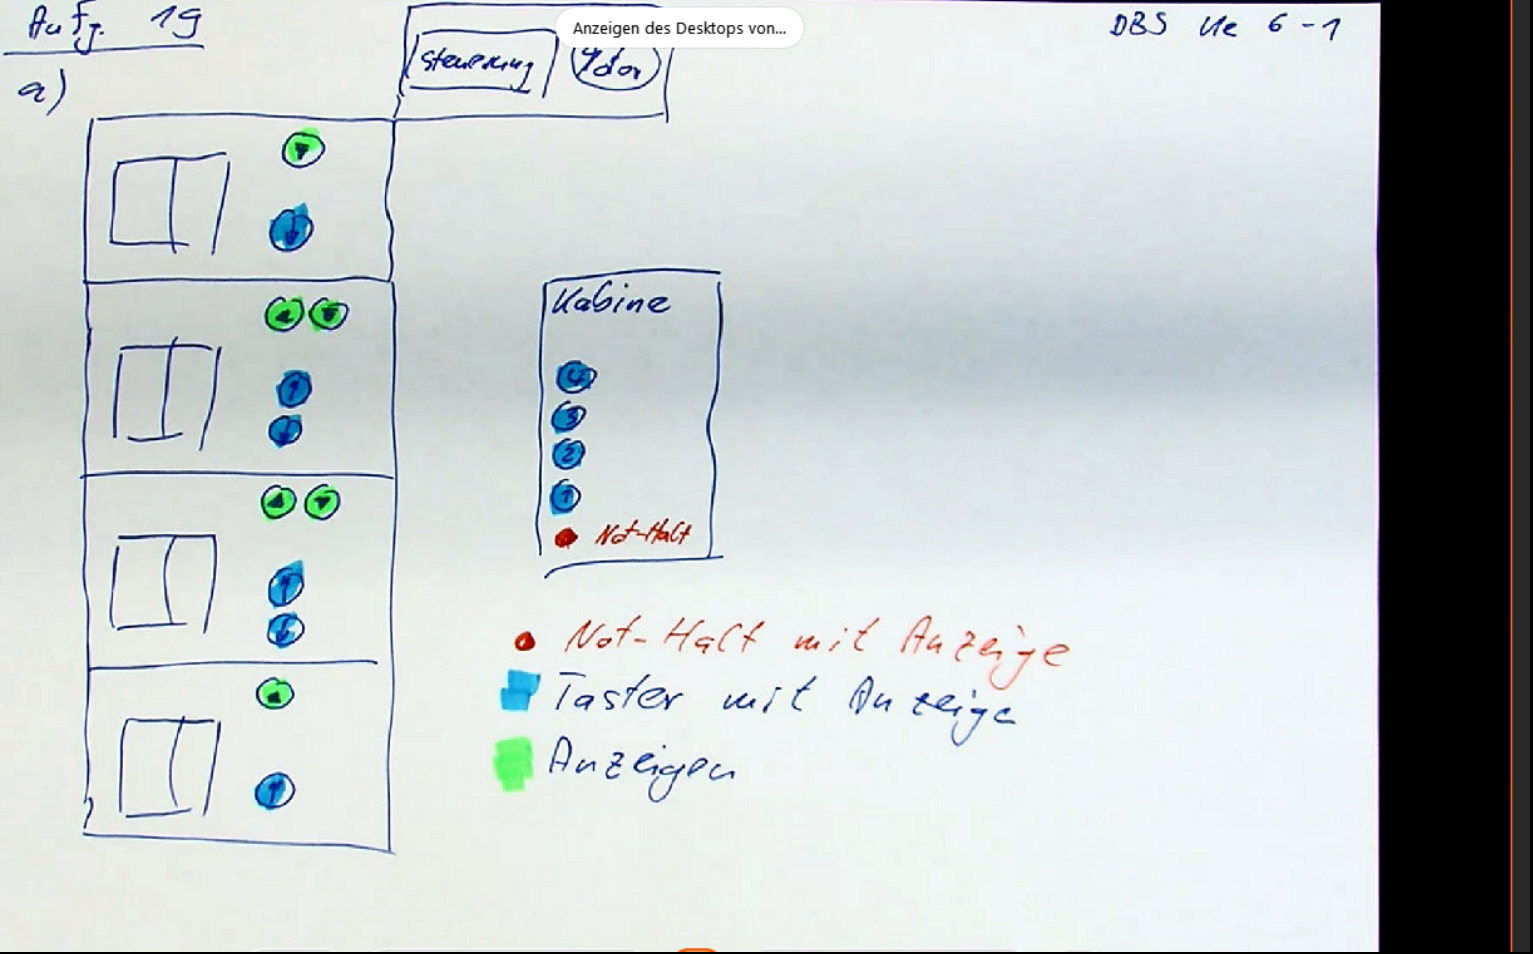 Aufg. 19
DBS Ue 6-1
Anzeigen des Desktops von...
a)
Steuerung
Motor
Kabine
4
3
2
1
Not-Halt
Not-Halt mit Anzeige
Taster mit Anzeige
Anzeigen